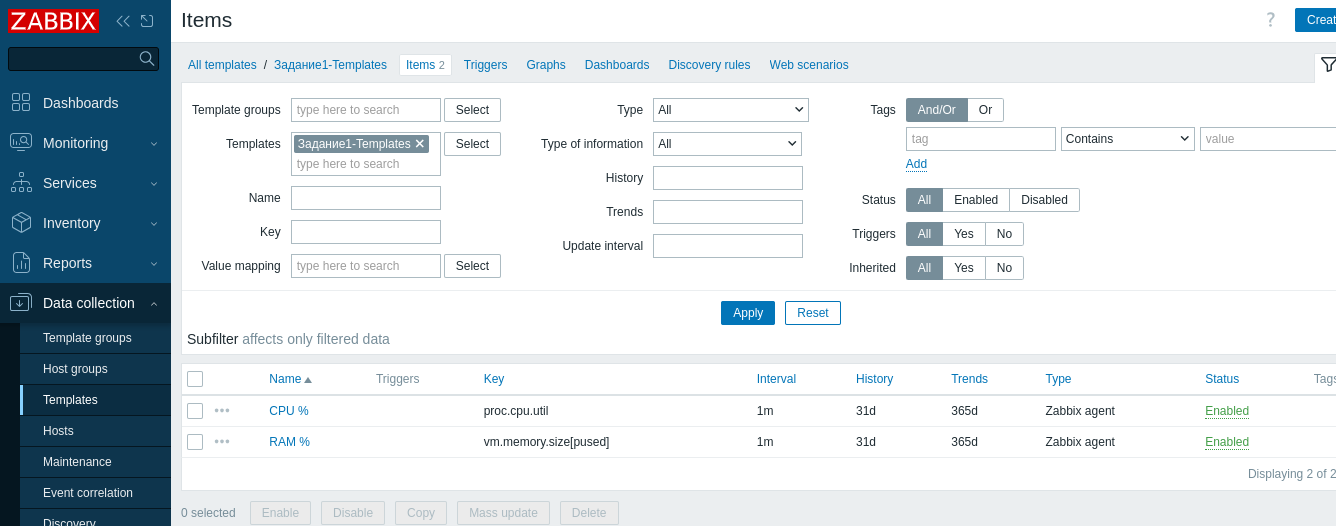 ZABBIX
Dashboards
Monitoring
Services
Inventory
Reports
Data collection
Template groups
Host groups
Templates
Hosts
Maintenance
Event correlation
Discovery
Items
?
Creat
All templates / Задание1-Templates Items 2 Triggers Graphs Dashboards Discovery rules Web scenarios
Template groups type here to search Select
Templates Задание1-Templates ✕ Select
type here to search
Name
Key
Value mapping type here to search Select
Type All
Type of information All
History
Trends
Update interval
Tags And/Or Or
tag Contains value
Add
Status All Enabled Disabled
Triggers All Yes No
Inherited All Yes No
Apply Reset
Subfilter affects only filtered data
Name Triggers Key Interval History Trends Type Status Tags
CPU % proc.cpu.util 1m 31d 365d Zabbix agent Enabled
RAM % vm.memory.size[pused] 1m 31d 365d Zabbix agent Enabled
Displaying 2 of 2
0 selected Enable Disable Copy Mass update Delete